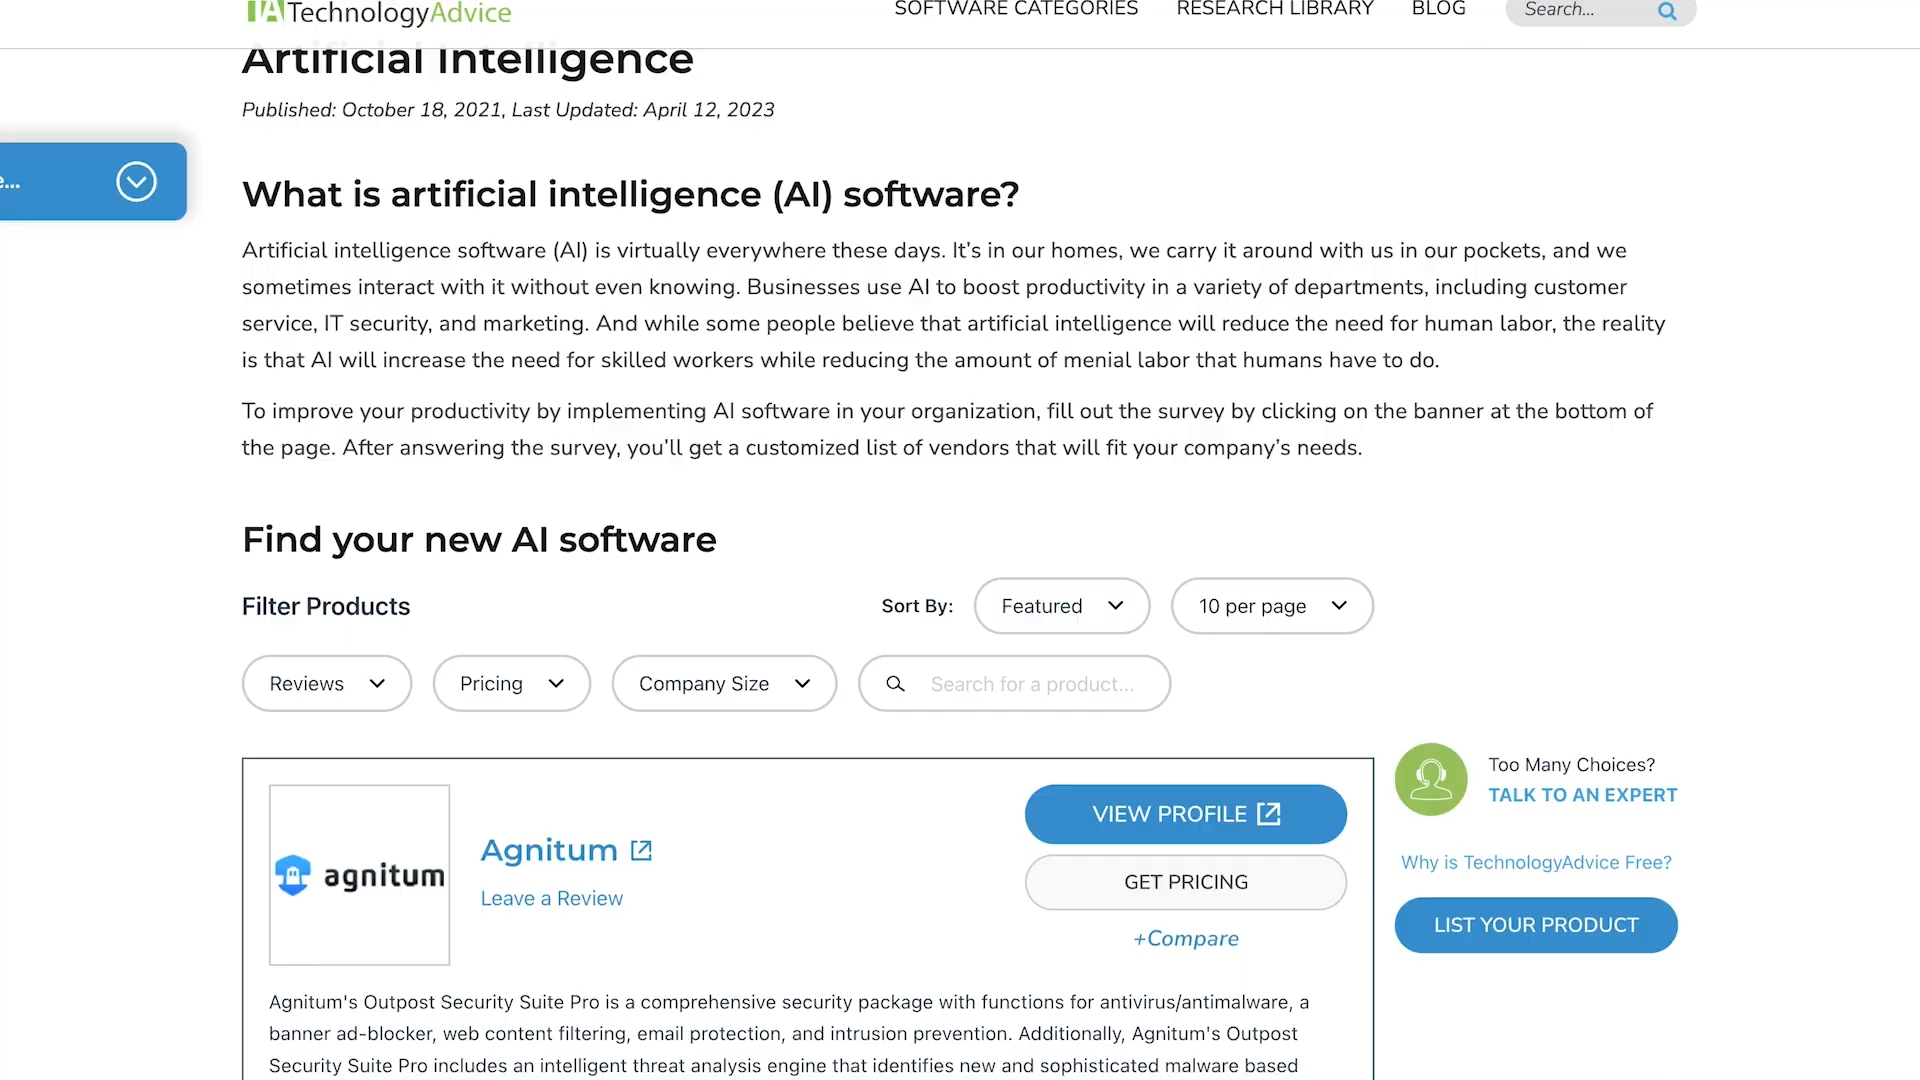 TechnologyAdvice
SOFTWARE CATEGORIES RESEARCH LIBRARY BLOG Search...
Artificial Intelligence
Published: October 18, 2021, Last Updated: April 12, 2023
e...
What is artificial intelligence (AI) software?
Artificial intelligence software (AI) is virtually everywhere these days. It’s in our homes, we carry it around with us in our pockets, and we
sometimes interact with it without even knowing. Businesses use AI to boost productivity in a variety of departments, including customer
service, IT security, and marketing. And while some people believe that artificial intelligence will reduce the need for human labor, the reality
is that AI will increase the need for skilled workers while reducing the amount of menial labor that humans have to do.
To improve your productivity by implementing AI software in your organization, fill out the survey by clicking on the banner at the bottom of
the page. After answering the survey, you’ll get a customized list of vendors that will fit your company’s needs.
Find your new AI software
Filter Products
Sort By: Featured 10 per page
Reviews Pricing Company Size Search for a product...
agnitum
Agnitum
Leave a Review
VIEW PROFILE
GET PRICING
+Compare
Too Many Choices?
TALK TO AN EXPERT
Why is TechnologyAdvice Free?
LIST YOUR PRODUCT
Agnitum's Outpost Security Suite Pro is a comprehensive security package with functions for antivirus/antimalware, a
banner ad-blocker, web content filtering, email protection, and intrusion prevention. Additionally, Agnitum's Outpost
Security Suite Pro includes an intelligent threat analysis engine that identifies new and sophisticated malware based